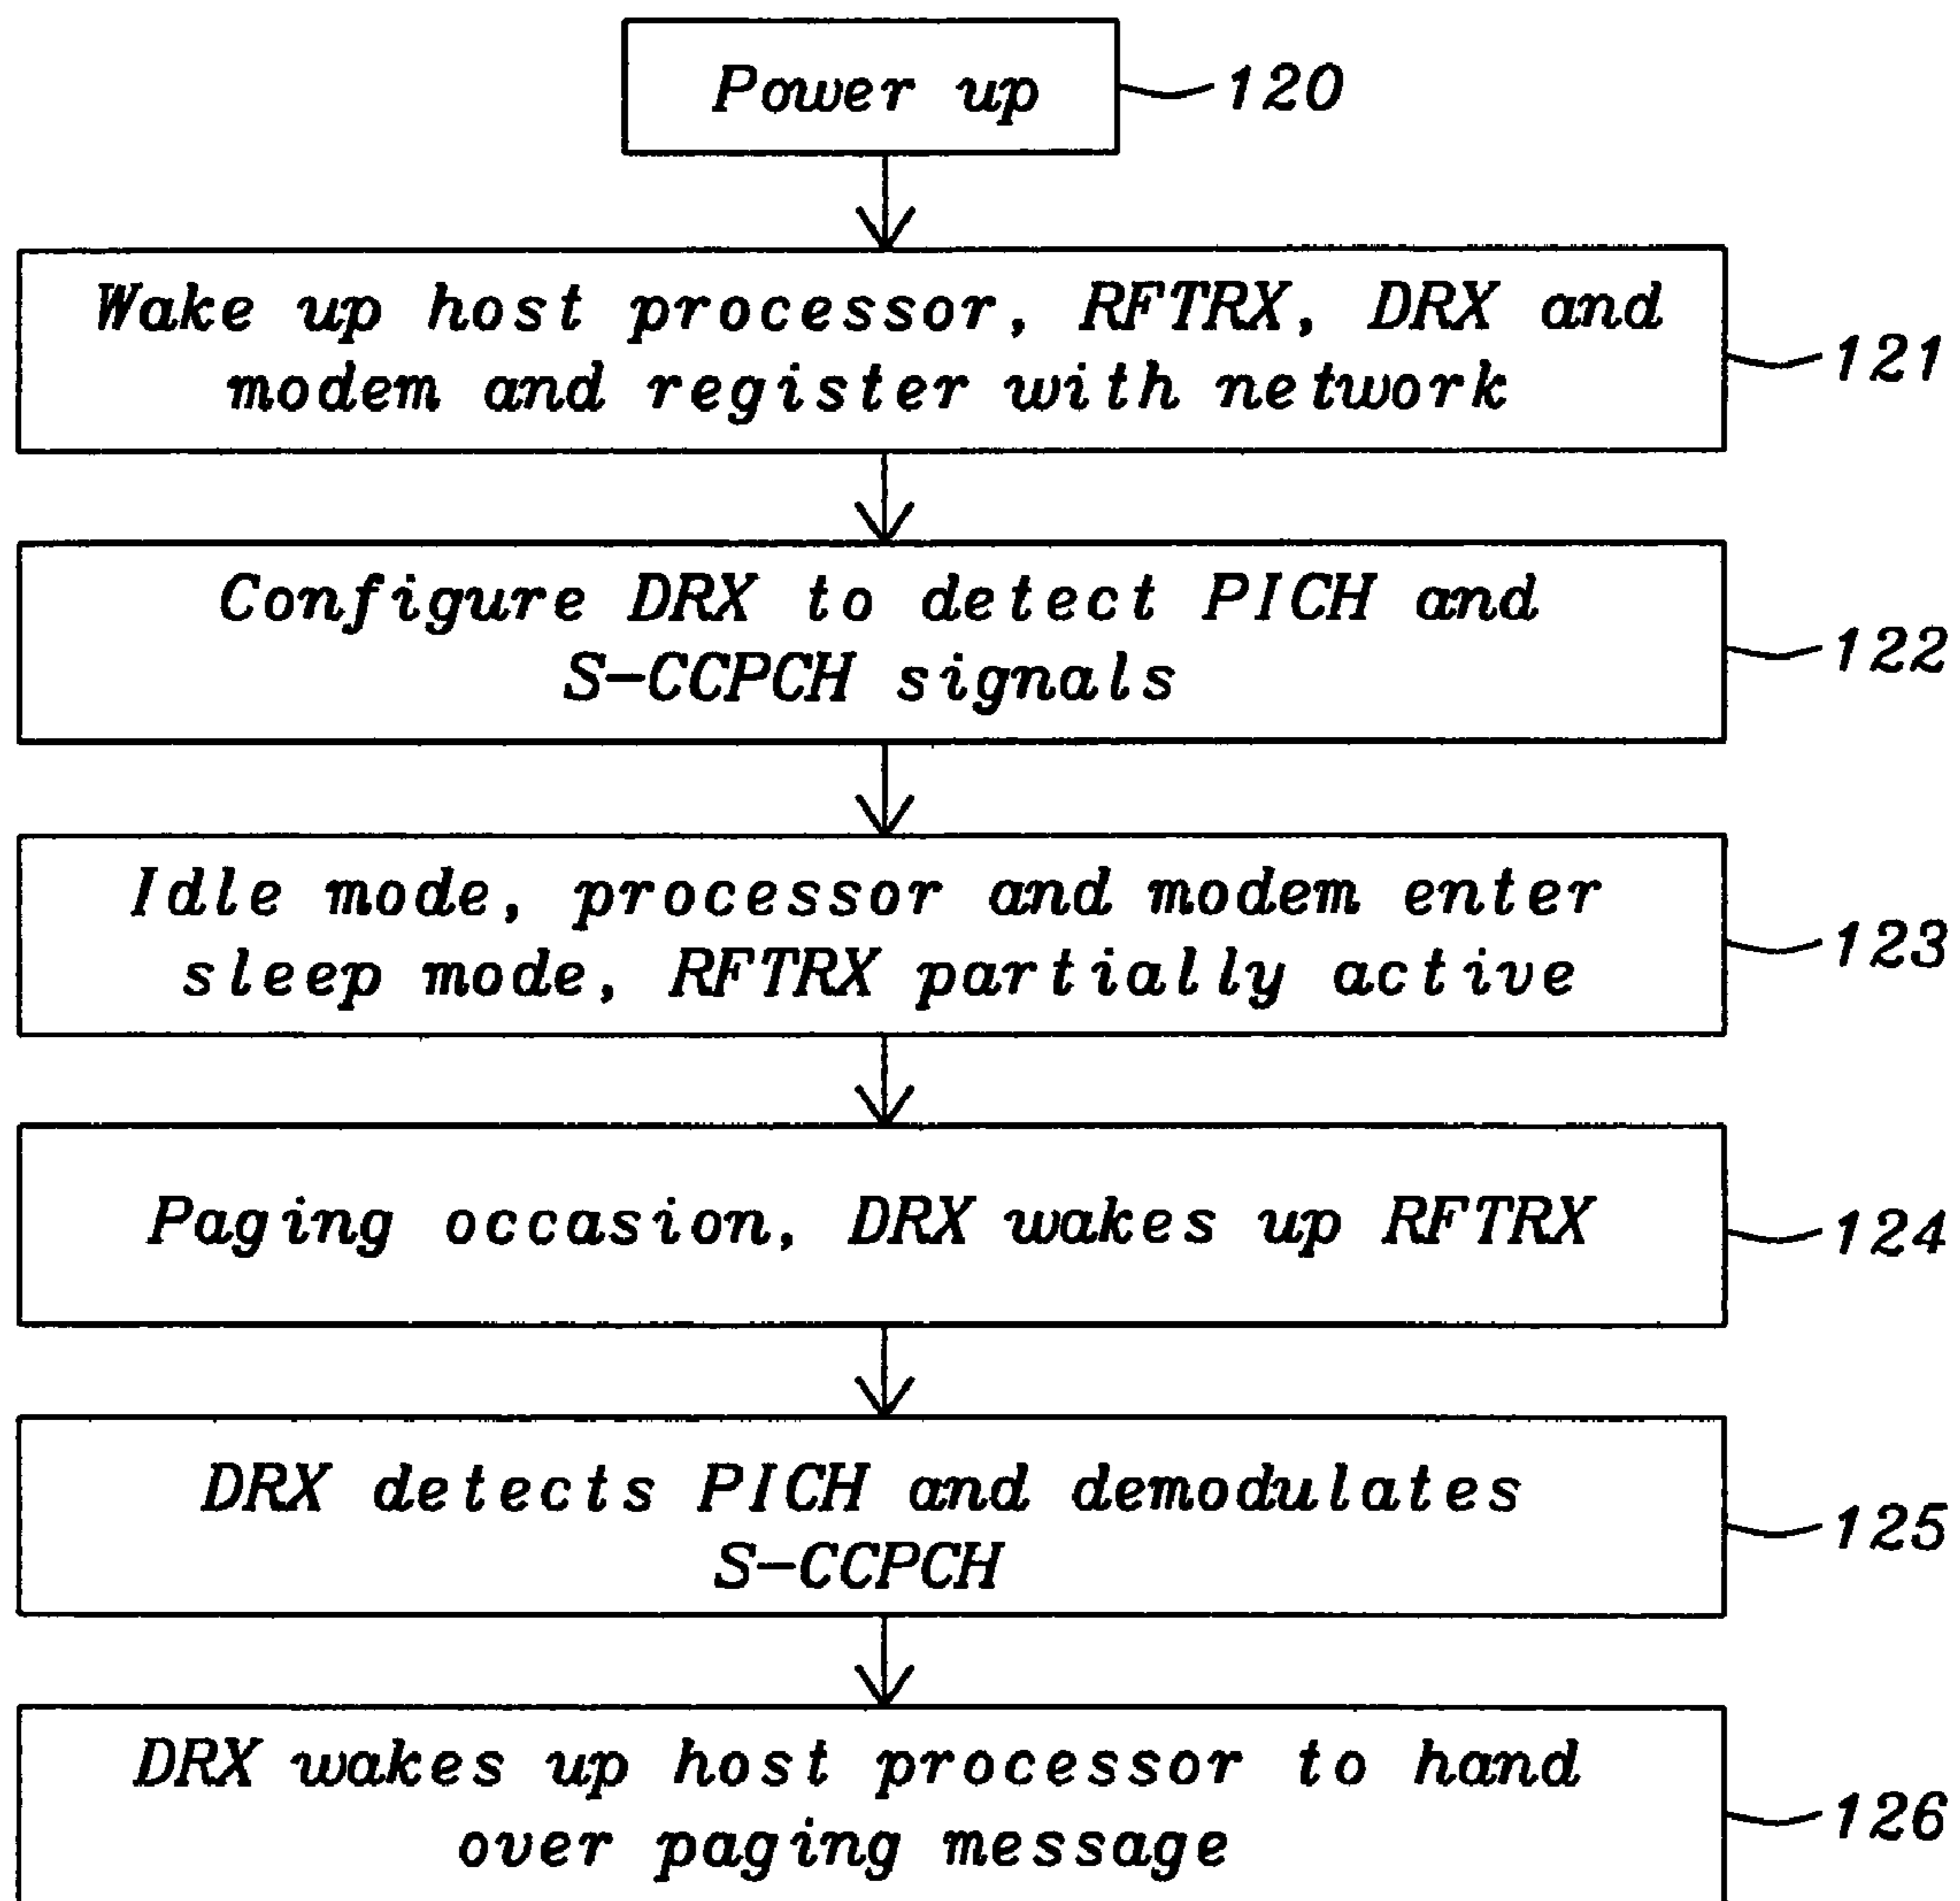 Power up
120
Wake up host processor, RFTRX, DRX and
modem and register with network
121
Configure DRX to detect PICH and
S-CCPCH signals
122
Idle mode, processor and modem enter
sleep mode, RFTRX partially active
123
Paging occasion, DRX wakes up RFTRX
124
DRX detects PICH and demodulates
S-CCPCH
125
DRX wakes up host processor to hand
over paging message
126